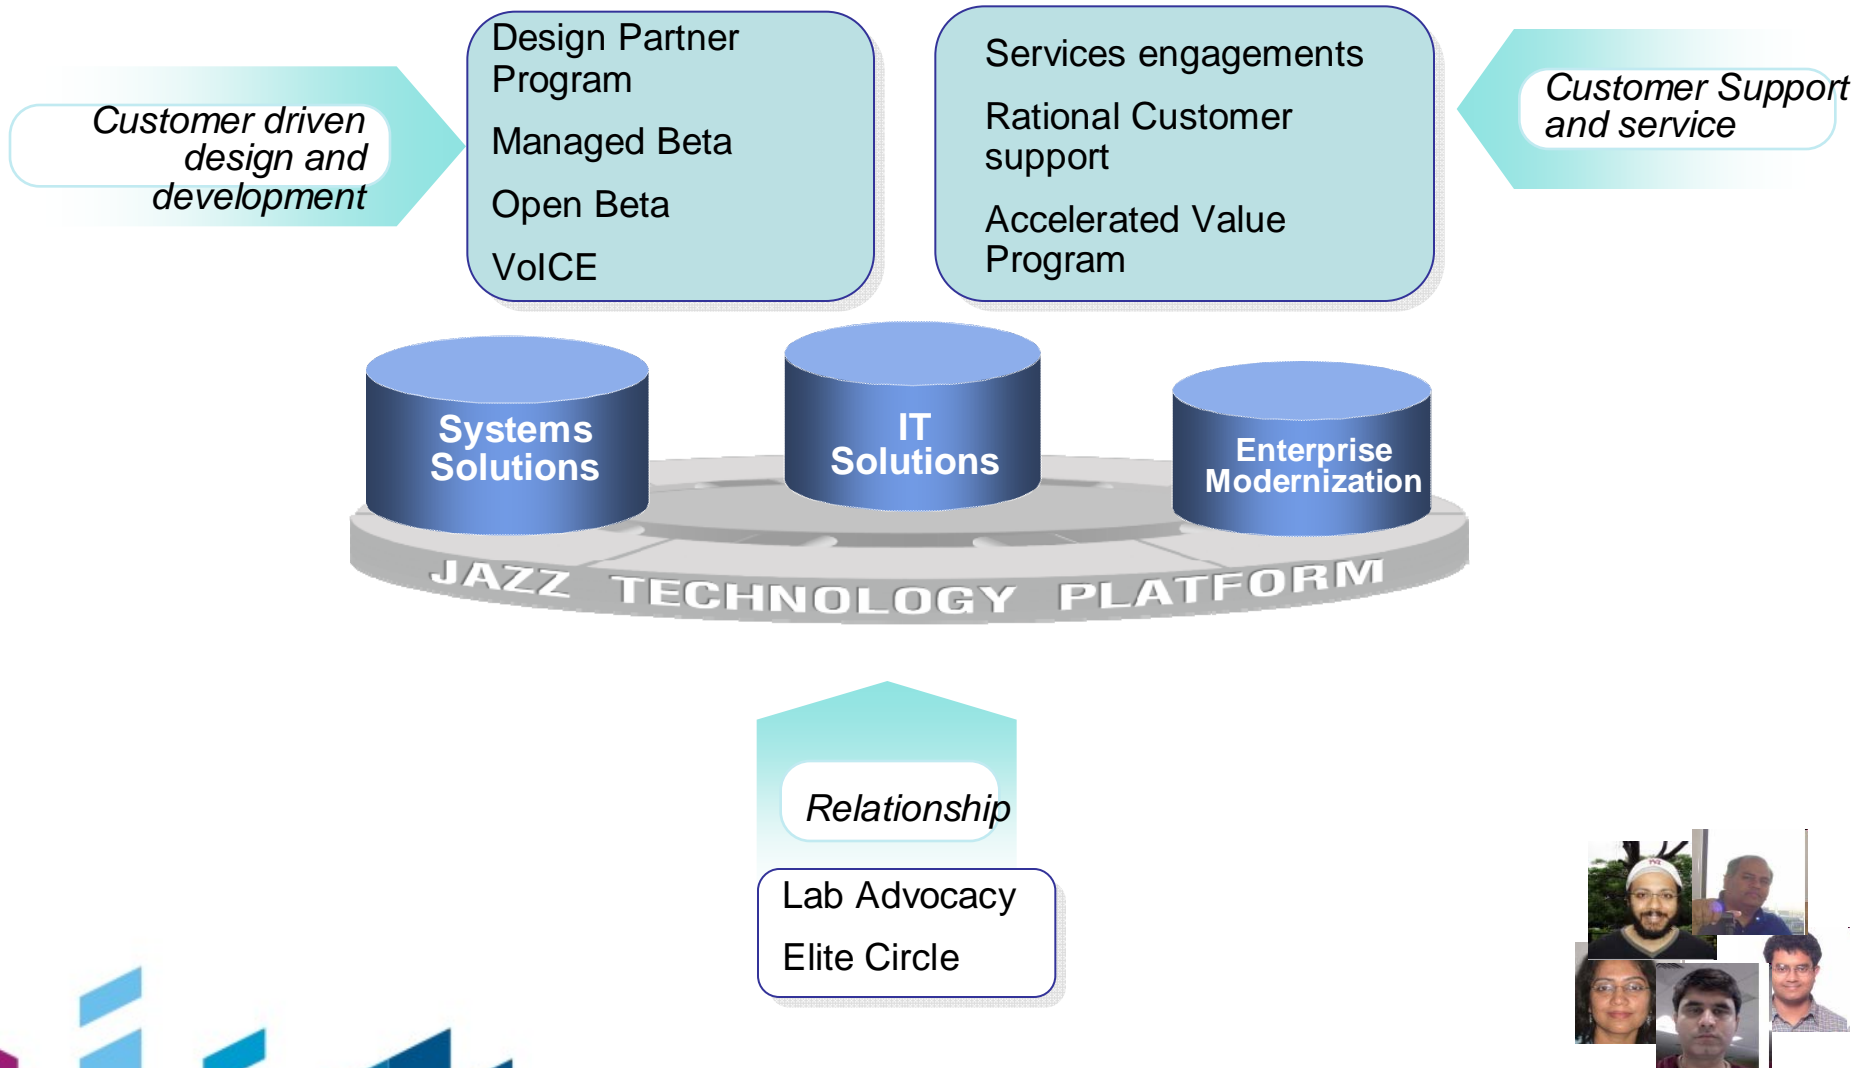 Customer driven
design and
development
Design Partner
Program
Managed Beta
Open Beta
VoICE
Services engagements
Rational Customer
support
Accelerated Value
Program
Customer Support
and service
Systems
Solutions
IT
Solutions
Enterprise
Modernization
JAZZ TECHNOLOGY PLATFORM
Relationship
Lab Advocacy
Elite Circle